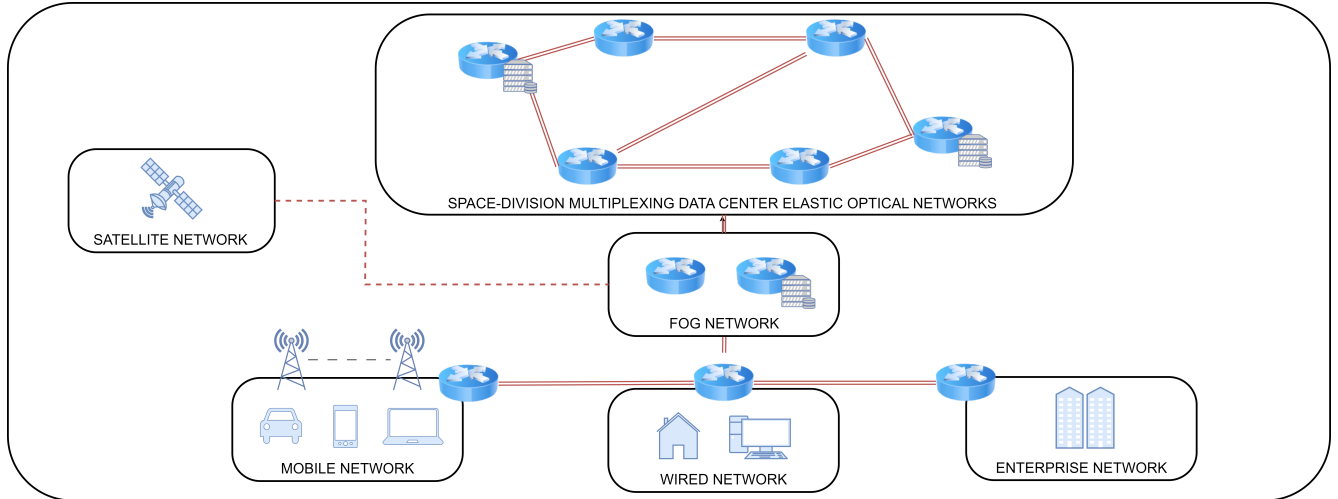 SPACE-DIVISION MULTIPLEXING DATA CENTER ELASTIC OPTICAL NETWORKS
SATELLITE NETWORK
FOG NETWORK
MOBILE NETWORK
WIRED NETWORK
ENTERPRISE NETWORK